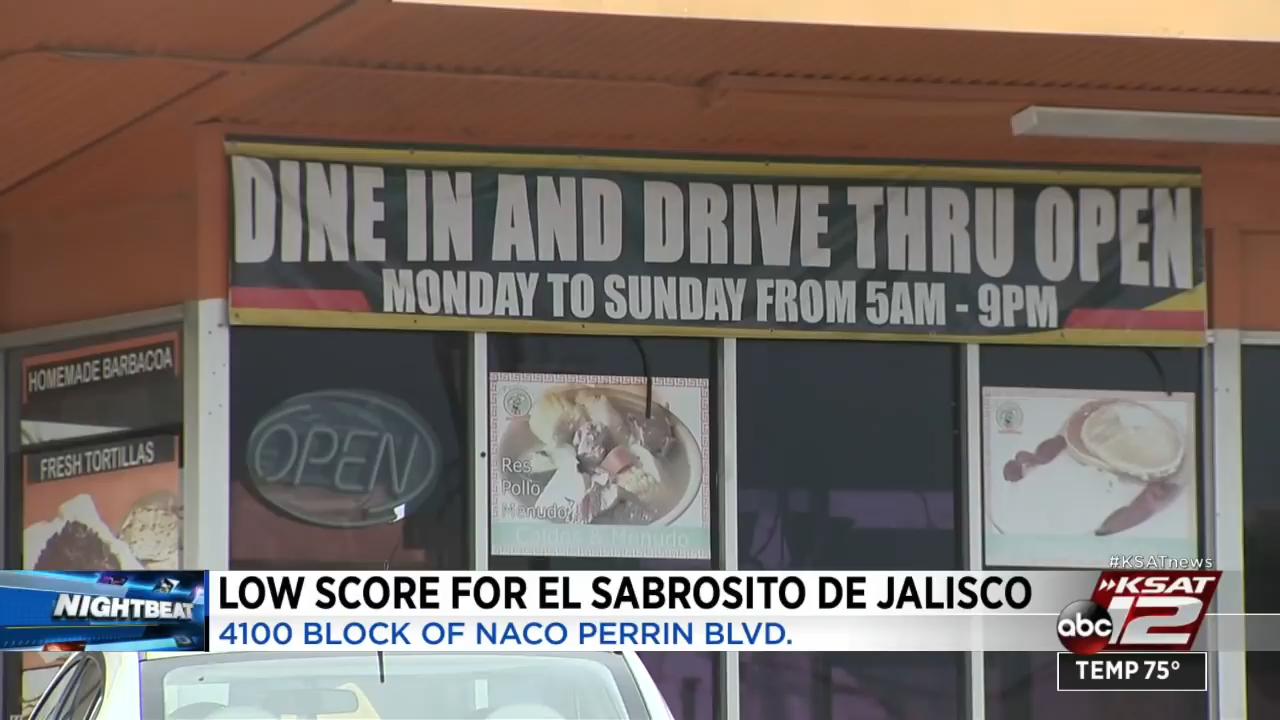 DINE IN AND DRIVE THRU OPEN
MONDAY TO SUNDAY FROM 5AM - 9PM
HOMEMADE BARBACOA
FRESH TORTILLAS
OPEN
Res
Pollo
Menudo
Caldos & Menudo
#KSATnews
NIGHTBEAT
LOW SCORE FOR EL SABROSITO DE JALISCO
4100 BLOCK OF NACO PERRIN BLVD.
abc
KSAT
12
TEMP 75°